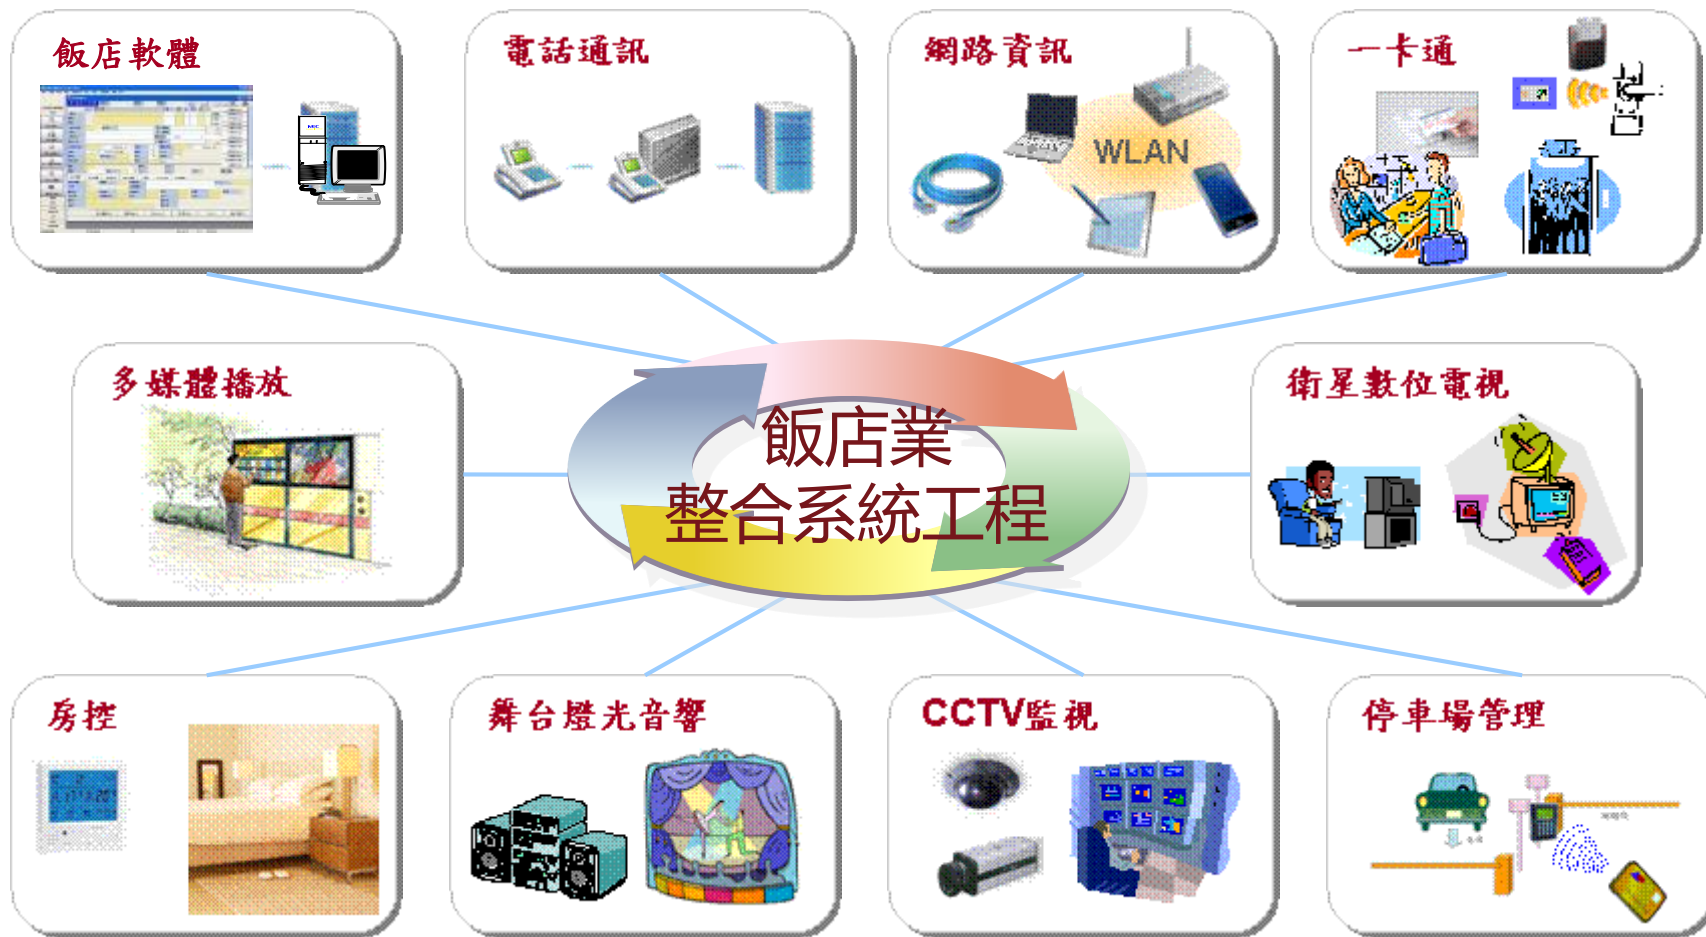 飯店軟體
電話通訊
網路資訊
一卡通
WLAN
多媒體播放
衛星數位電視
飯店業
整合系統工程
房控
舞台燈光音響
CCTV監視
停車場管理